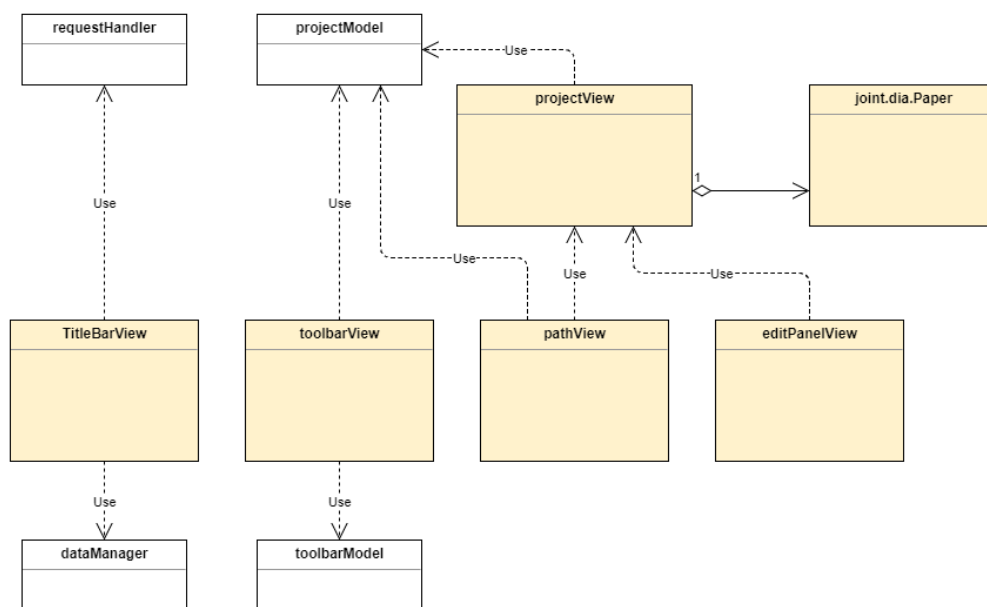 requestHandler
projectModel
Use
projectView
joint.dia.Paper
1
Use
Use
Use
Use
TitleBarView
toolbarView
pathView
editPanelView
Use
Use
dataManager
toolbarModel